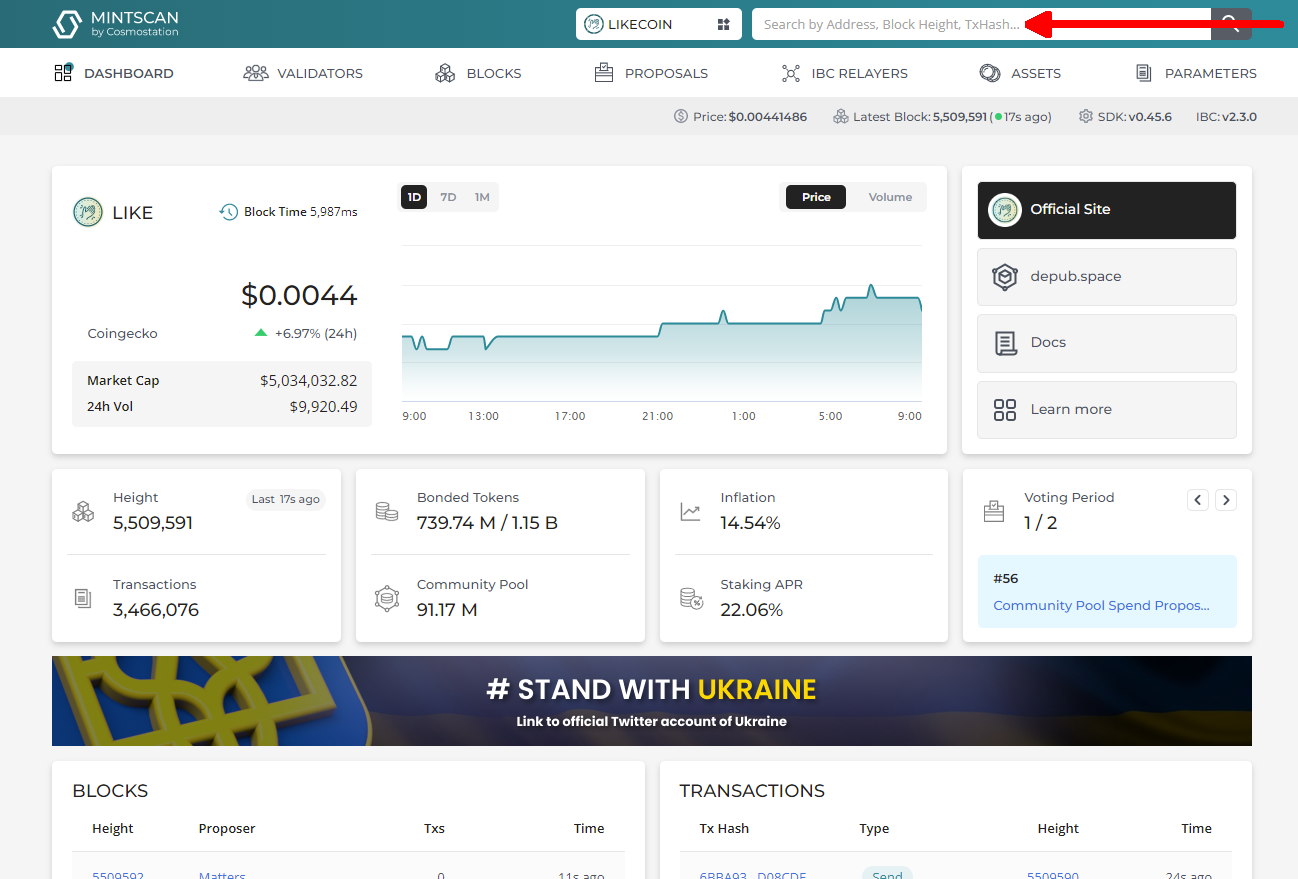 MINTSCAN
by Cosmostation
LIKECOIN
Search by Address, Block Height, TxHash...
DASHBOARD
VALIDATORS
BLOCKS
PROPOSALS
IBC RELAYERS
ASSETS
PARAMETERS
Price: $0.00441486
Latest Block: 5,509,591 (17s ago)
SDK: v0.45.6
IBC: v2.3.0
LIKE
Block Time 5,987ms
$0.0044
Coingecko
+6.97% (24h)
Market Cap
$5,034,032.82
24h Vol
$9,920.49
1D 7D 1M
Price Volume
9:00 13:00 17:00 21:00 1:00 5:00 9:00
Official Site
depub.space
Docs
Learn more
Height
Last 17s ago
5,509,591
Transactions
3,466,076
Bonded Tokens
739.74 M / 1.15 B
Community Pool
91.17 M
Inflation
14.54%
Staking APR
22.06%
Voting Period
1 / 2
#56
Community Pool Spend Propos...
# STAND WITH UKRAINE
Link to official Twitter account of Ukraine
BLOCKS
Height Proposer Txs Time
5509592 Matters 0 11s ago
TRANSACTIONS
Tx Hash Type Height Time
6BBA93...D08CDE Send 5509590 24s ago